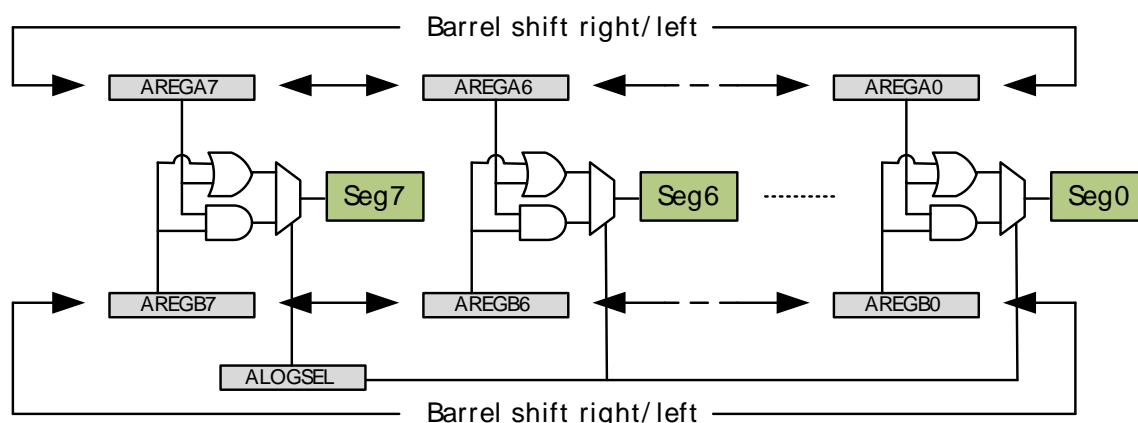 Barrel shift right/left
AREGA7 AREGA6 AREGA0
Seg7 Seg6 Seg0
AREGB7 AREGB6 AREGB0
ALOGSEL
Barrel shift right/left